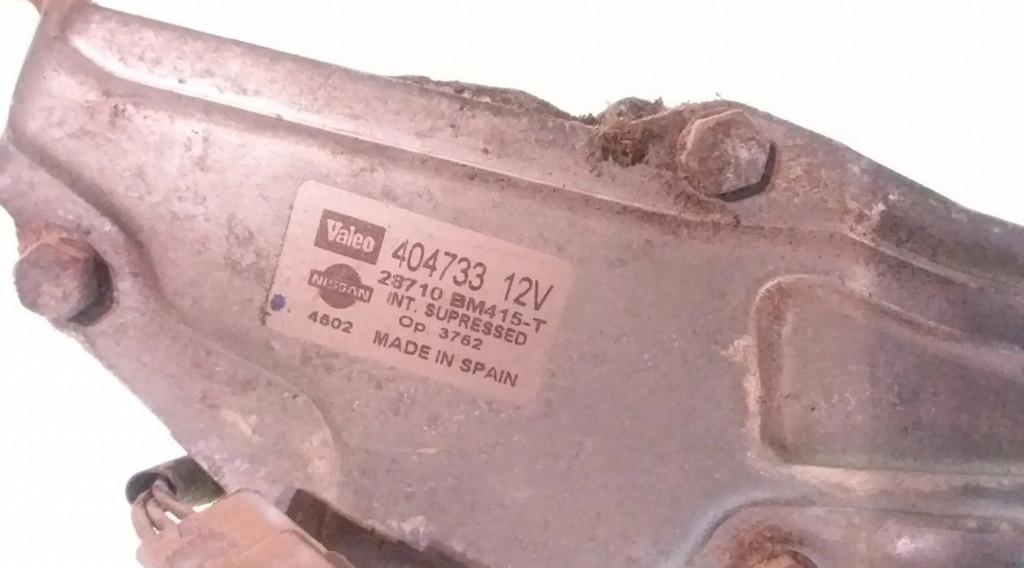 Valeo 404733 12V
NISSAN 28710 BM415-T
INT. SUPRESSED
4602 Op. 3762
MADE IN SPAIN